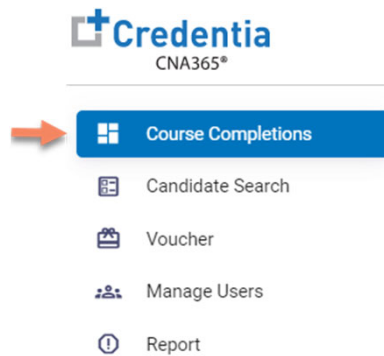 Credentia
CNA365®
Course Completions
Candidate Search
Voucher
Manage Users
Report